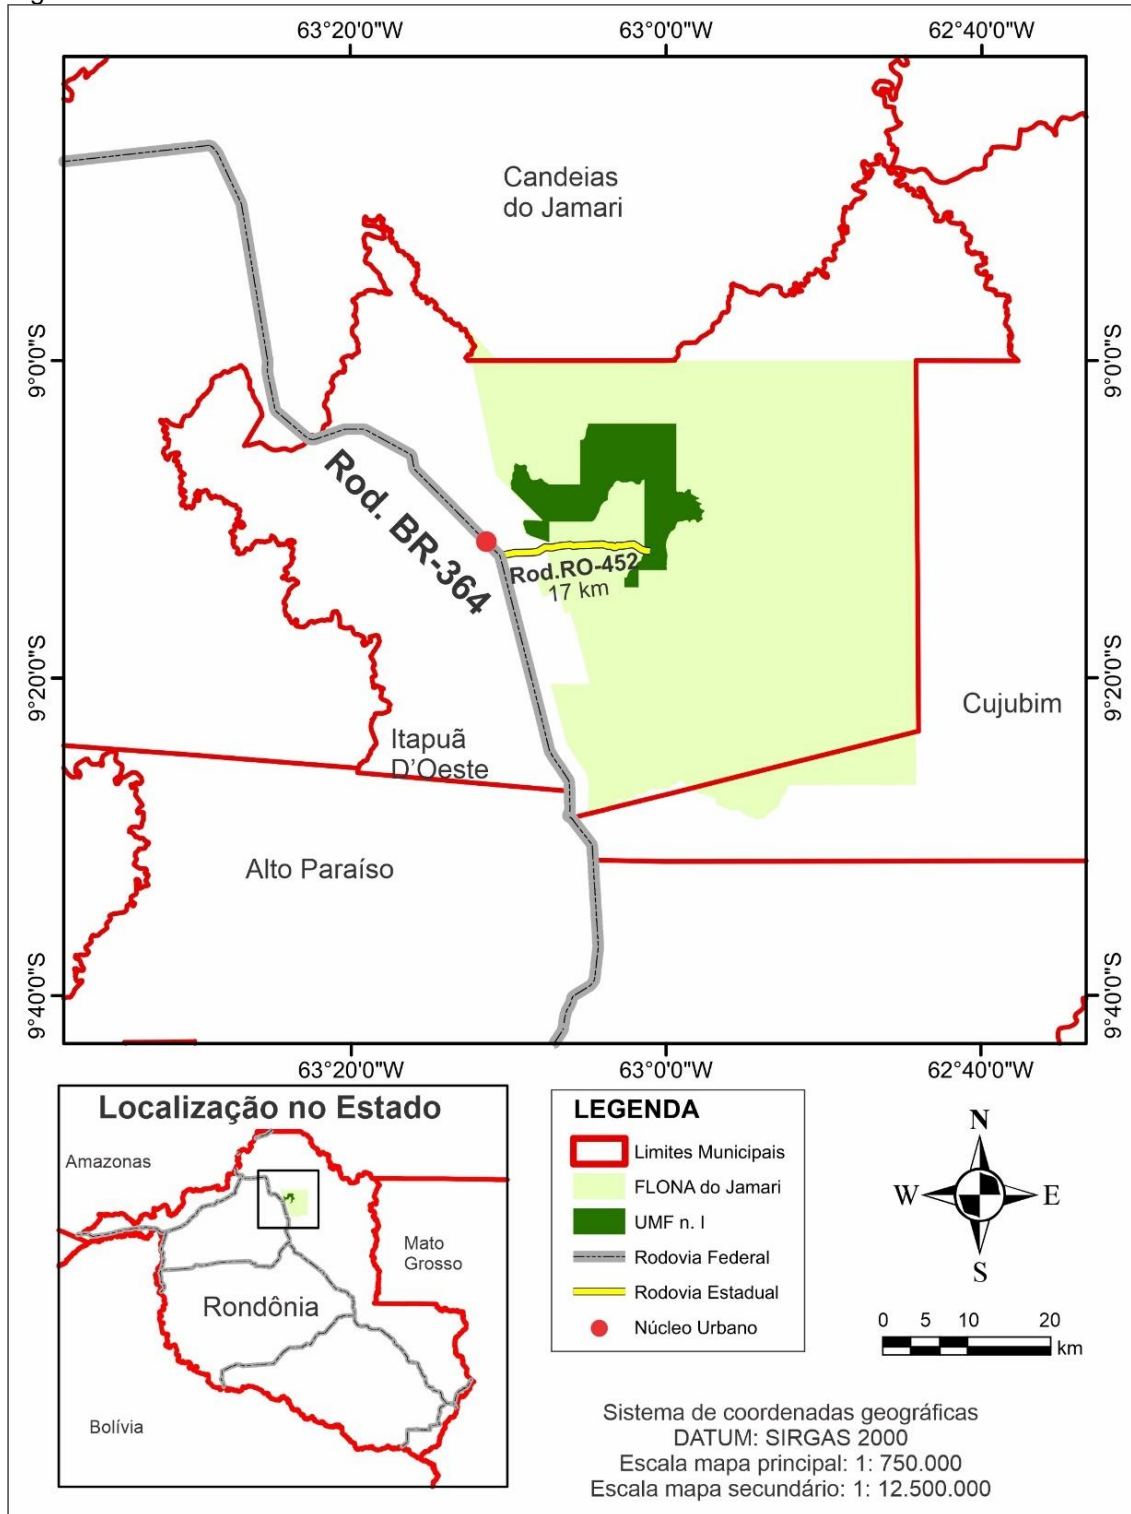 63°20'0"W
63°0'0"W
62°40'0"W
Candeias
do Jamari
9°0'0"S
9°0'0"S
Rod. BR-364
Rod.RO-452
17 km
9°20'0"S
9°20'0"S
Cujubim
Itapuã
D'Oeste
Alto Paraíso
9°40'0"S
9°40'0"S
63°20'0"W
63°0'0"W
62°40'0"W
Localização no Estado
Amazonas
Mato
Grosso
Rondônia
Bolívia
LEGENDA
Limites Municipais
FLONA do Jamari
UMF n. I
Rodovia Federal
Rodovia Estadual
Núcleo Urbano
N
W
E
S
0 5 10 20
km
Sistema de coordenadas geográficas
DATUM: SIRGAS 2000
Escala mapa principal: 1: 750.000
Escala mapa secundário: 1: 12.500.000